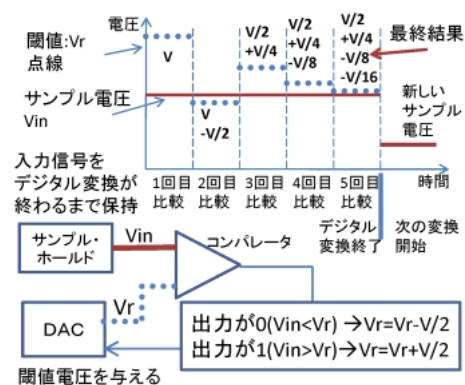 電圧
閾値:Vr
点線
V
V
-V/2
V/2
+V/4
V/2
+V/4
-V/8
V/2
+V/4
-V/8
-V/16
最終結果
サンプル電圧
Vin
新しい
サンプル
電圧
入力信号を
デジタル変換が
終わるまで保持
1回目
比較
2回目
比較
3回目
比較
4回目
比較
5回目
比較
時間
デジタル
変換終了
次の変換
開始
サンプル・
ホールド
Vin
コンパレータ
Vr
DAC
出力が0(Vin<Vr) →Vr=Vr-V/2
出力が1(Vin>Vr)→Vr=Vr+V/2
閾値電圧を与える